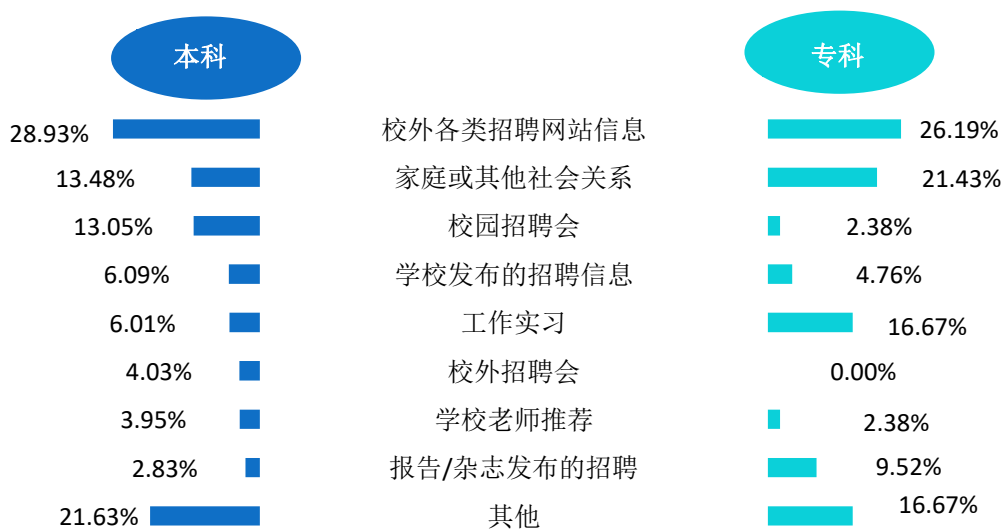 本科 专科
28.93% 校外各类招聘网站信息 26.19%
13.48% 家庭或其他社会关系 21.43%
13.05% 校园招聘会 2.38%
6.09% 学校发布的招聘信息 4.76%
6.01% 工作实习 16.67%
4.03% 校外招聘会 0.00%
3.95% 学校老师推荐 2.38%
2.83% 报告/杂志发布的招聘 9.52%
21.63% 其他 16.67%